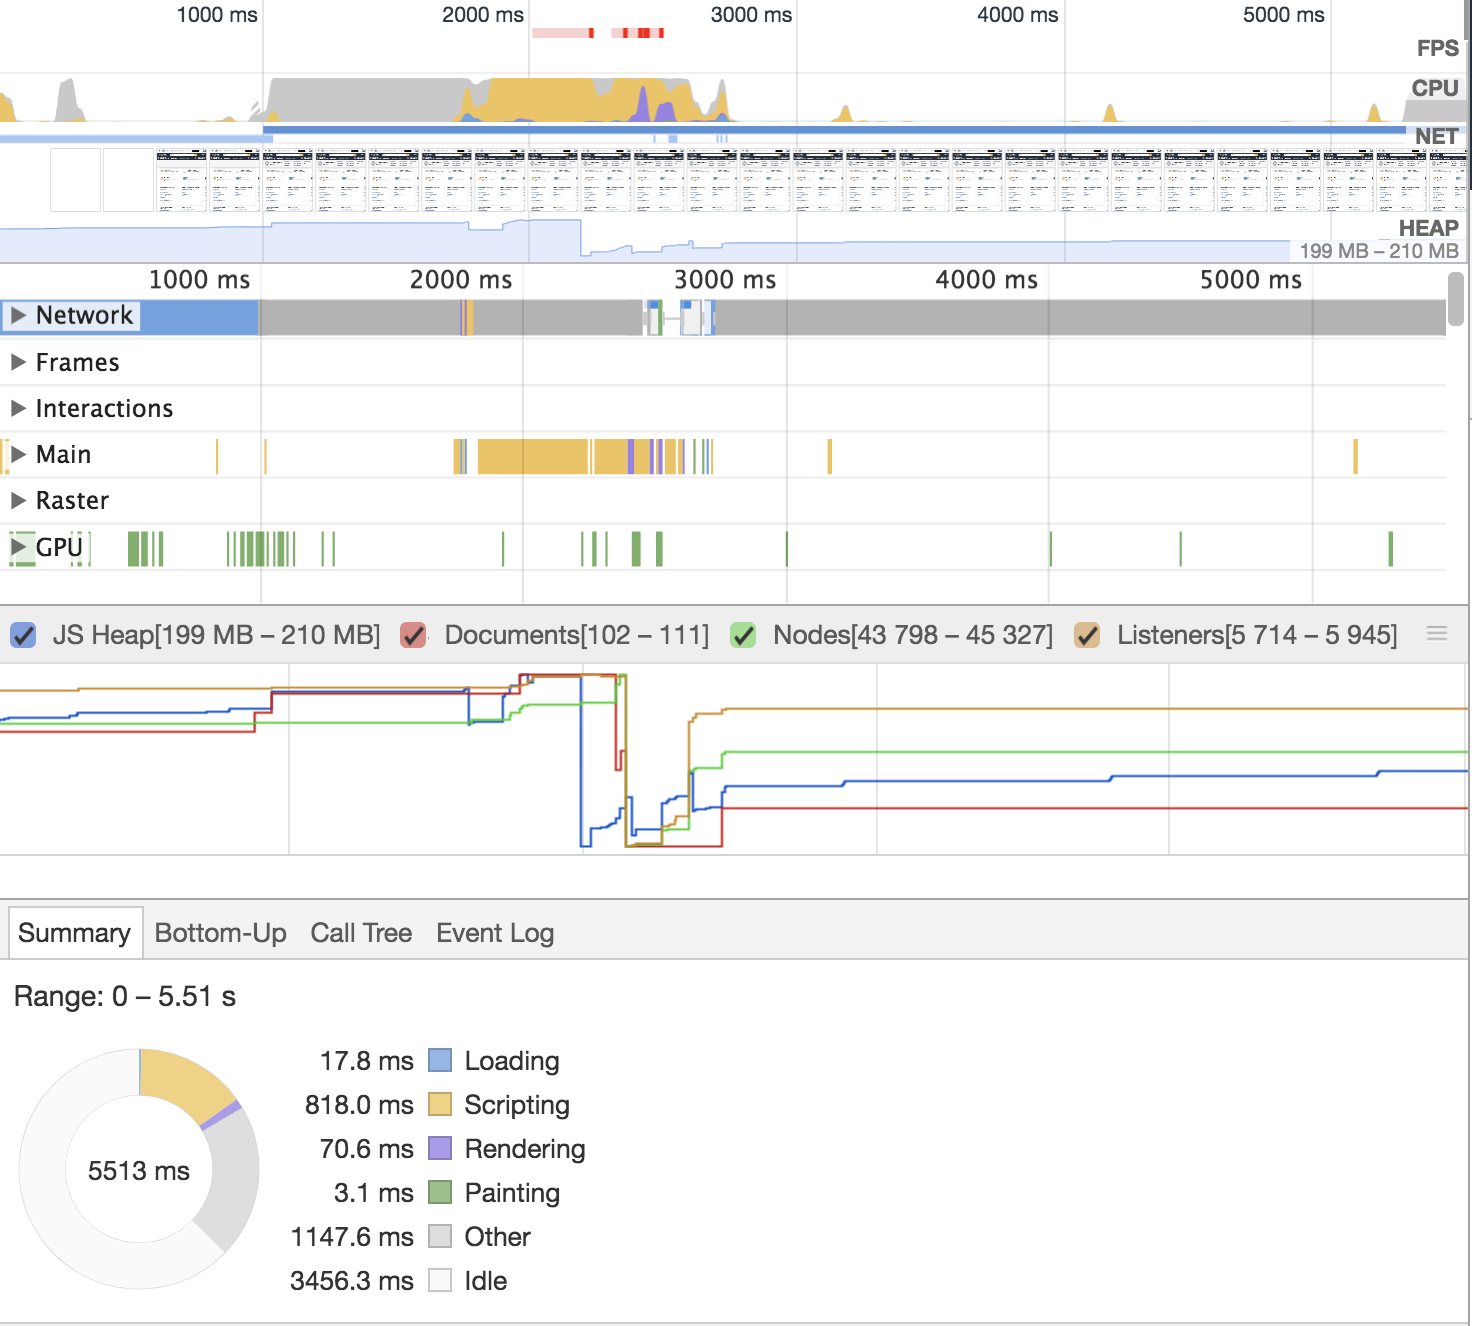 1000 ms 2000 ms 3000 ms 4000 ms 5000 ms
FPS
CPU
NET
HEAP
199 MB – 210 MB
1000 ms 2000 ms 3000 ms 4000 ms 5000 ms
Network
Frames
Interactions
Main
Raster
GPU
JS Heap[199 MB – 210 MB] Documents[102 – 111] Nodes[43 798 – 45 327] Listeners[5 714 – 5 945]
Summary Bottom-Up Call Tree Event Log
Range: 0 – 5.51 s
17.8 ms Loading
818.0 ms Scripting
70.6 ms Rendering
5513 ms
3.1 ms Painting
1147.6 ms Other
3456.3 ms Idle